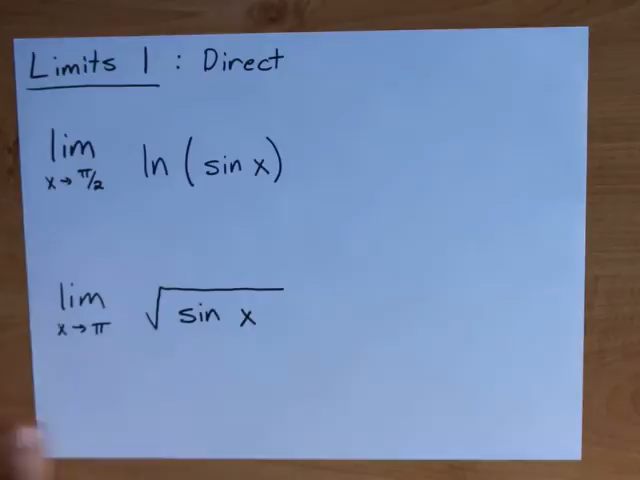 Limits 1 : Direct
lim x→π/2 ln (sin x)
lim x→π √sin x